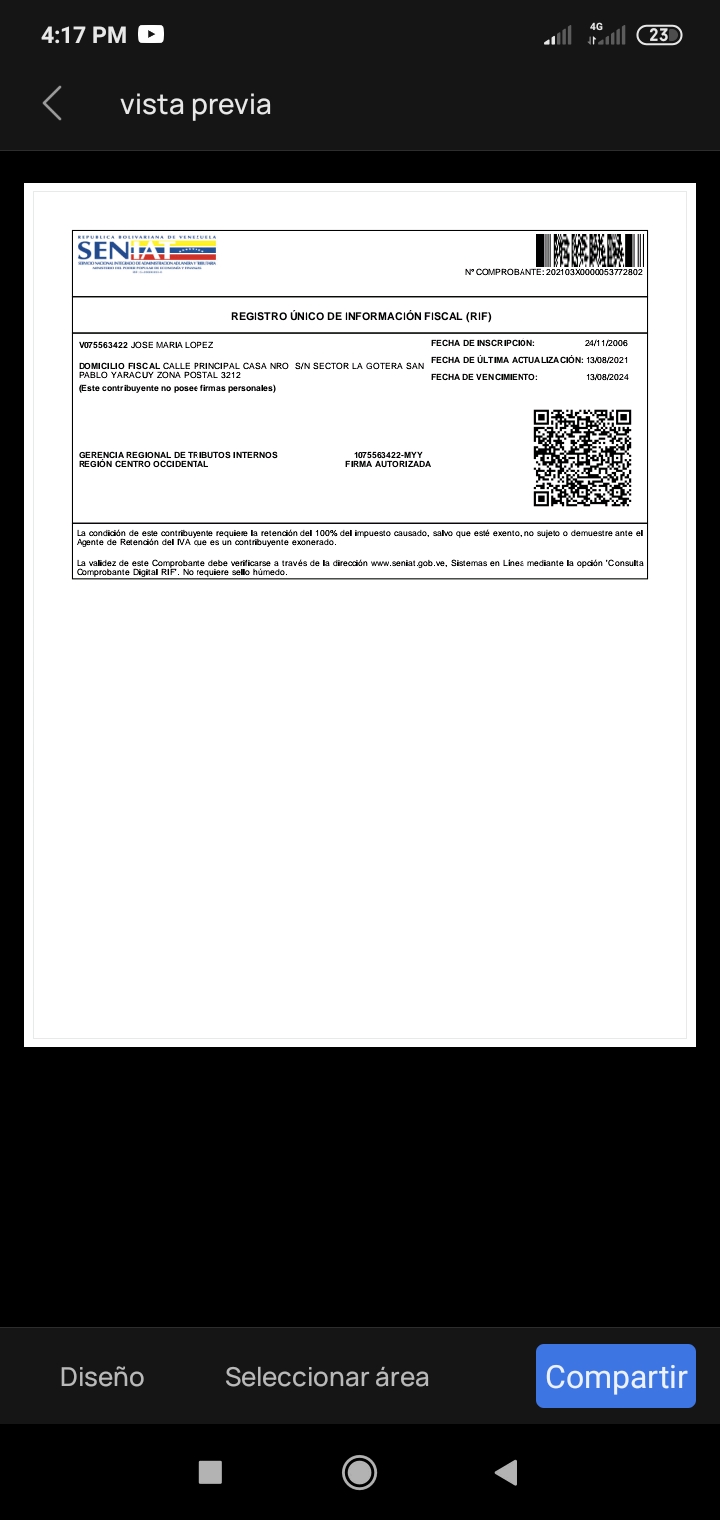 4:17 PM
4G
23
vista previa
REPUBLICA BOLIVARIANA DE VENEZUELA
SENIAT
SERVICIO NACIONAL INTEGRADO DE ADMINISTRACION ADUANERA Y TRIBUTARIA
MINISTERIO DEL PODER POPULAR DE ECONOMIA Y FINANZAS
N° COMPROBANTE: 202103X0000053772802
REGISTRO ÚNICO DE INFORMACIÓN FISCAL (RIF)
V075563422 JOSE MARIA LOPEZ
FECHA DE INSCRIPCION: 24/11/2006
DOMICILIO FISCAL CALLE PRINCIPAL CASA NRO S/N SECTOR LA GOTERA SAN
PABLO YARACUY ZONA POSTAL 3212
FECHA DE ÚLTIMA ACTUALIZACIÓN: 13/08/2021
FECHA DE VENCIMIENTO: 13/08/2024
(Este contribuyente no posee firmas personales)
GERENCIA REGIONAL DE TRIBUTOS INTERNOS
REGIÓN CENTRO OCCIDENTAL
1075563422-MYY
FIRMA AUTORIZADA
La condición de este contribuyente requiere la retención del 100% del impuesto causado, salvo que esté exento, no sujeto o demuestre ante el
Agente de Retención del IVA que es un contribuyente exonerado.
La validez de este Comprobante debe verificarse a través de la dirección www.seniat.gob.ve, Sistemas en Línea mediante la opción "Consulta
Comprobante Digital RIF". No requiere sello húmedo.
Diseño
Seleccionar área
Compartir